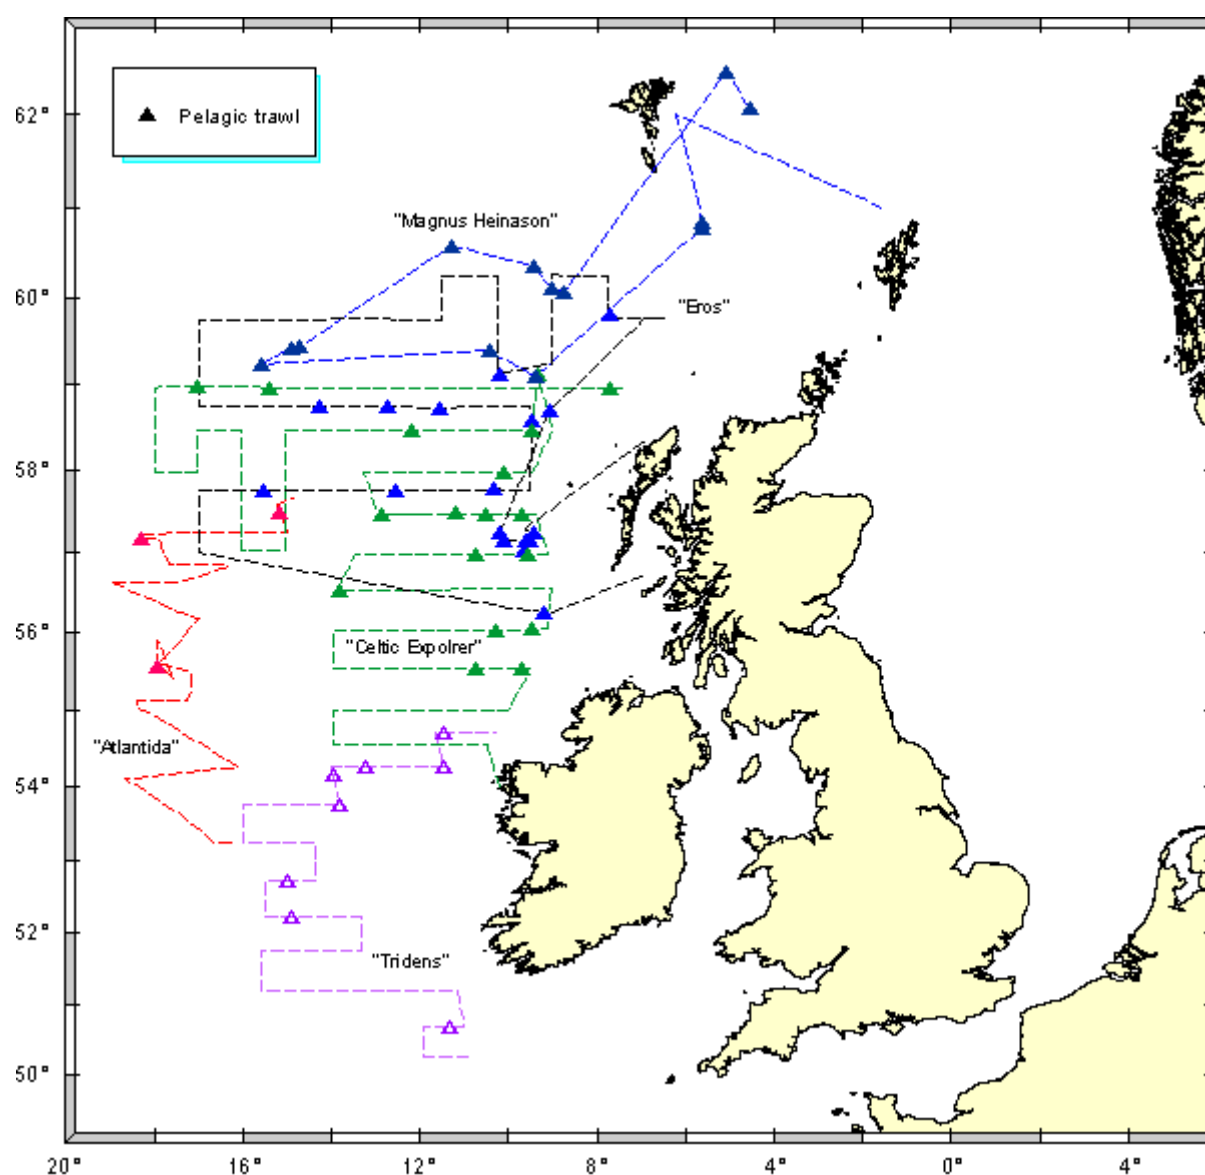 Pelagic trawl
62°
"Magnus Heinason"
60°
"Eros"
58°
56°
"Celtic Expolrer"
"Atlantida"
54°
52°
"Tridens"
50°
20° 16° 12° 8° 4° 0° 4°